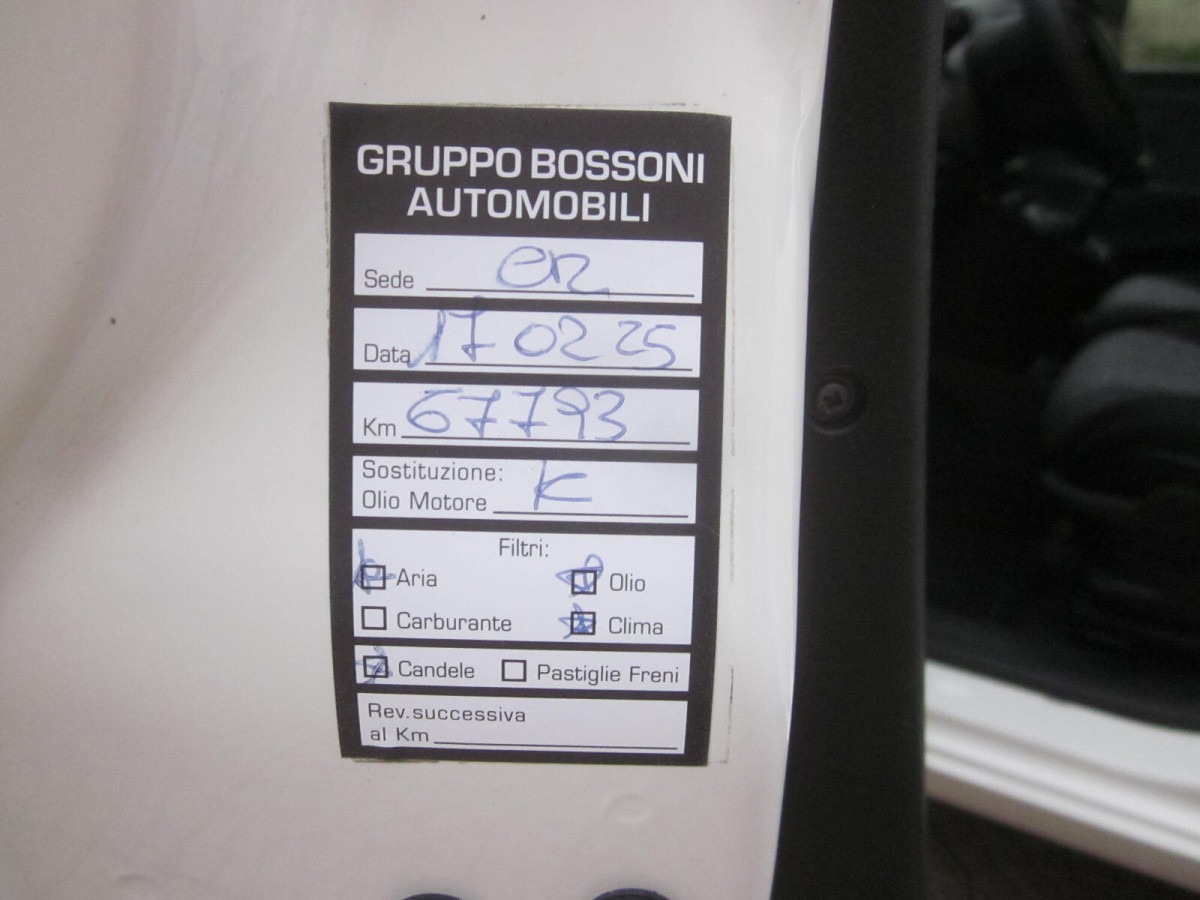 GRUPPO BOSSONI
AUTOMOBILI
Sede
Data 17 02 25
Km 67793
Sostituzione:
Olio Motore
Filtri:
Aria Olio
Carburante Clima
Candele Pastiglie Freni
Rev.successiva
al Km